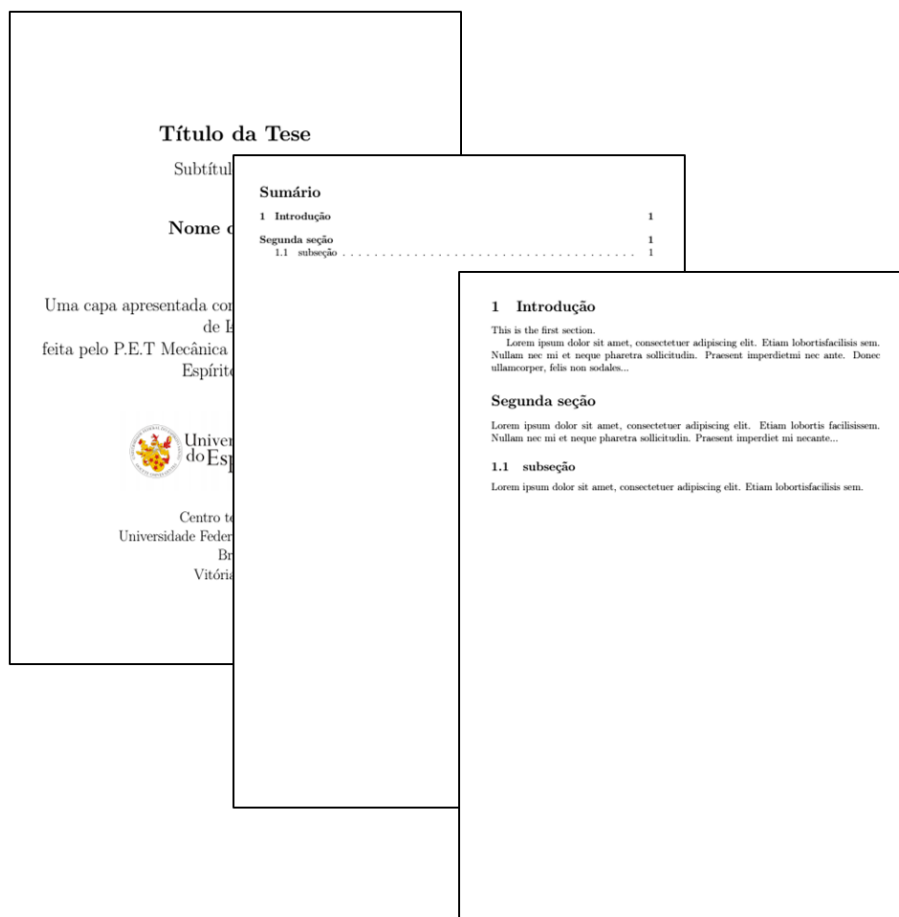 Título da Tese
Subtítul
Nome
Uma capa apresentada
de
feita pelo P.E.T Mecânica
Espírit
Univer
do Esp
Centro
Universidade Feder
Br
Vitória
Sumário
1 Introdução 1
Segunda seção 1
1.1 subseção . . . . . . . . . . . . . . . . . . . . . . . . . . . . . . . . . . . . . 1
1 Introdução
This is the first section.
Lorem ipsum dolor sit amet, consectetuer adipiscing elit. Etiam lobortisfacilisis sem.
Nullam nec mi et neque pharetra sollicitudin. Praesent imperdietmi nec ante. Donec
ullamcorper, felis non sodales...
Segunda seção
Lorem ipsum dolor sit amet, consectetuer adipiscing elit. Etiam lobortis facilisissem.
Nullam nec mi et neque pharetra sollicitudin. Praesent imperdiet mi necante...
1.1 subseção
Lorem ipsum dolor sit amet, consectetuer adipiscing elit. Etiam lobortisfacilisis sem.